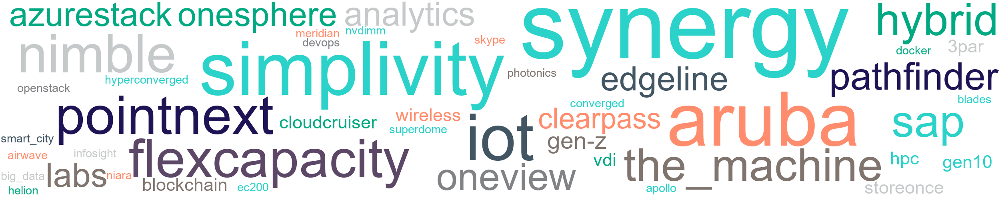 azurestack onesphere analytics synergy hybrid
meridian nvdimm
devops skype
nimble simplivity docker 3par
photonics edgeline pathfinder
hyperconverged
openstack
converged blades
pointnext wireless clearpass aruba sap
cloudcruiser superdome iot
smart_city gen-z
airwave infosight flexcapacity vdi the_machine hpc gen10
big_data labs niara oneview
blockchain ec200 apollo storeonce
helion